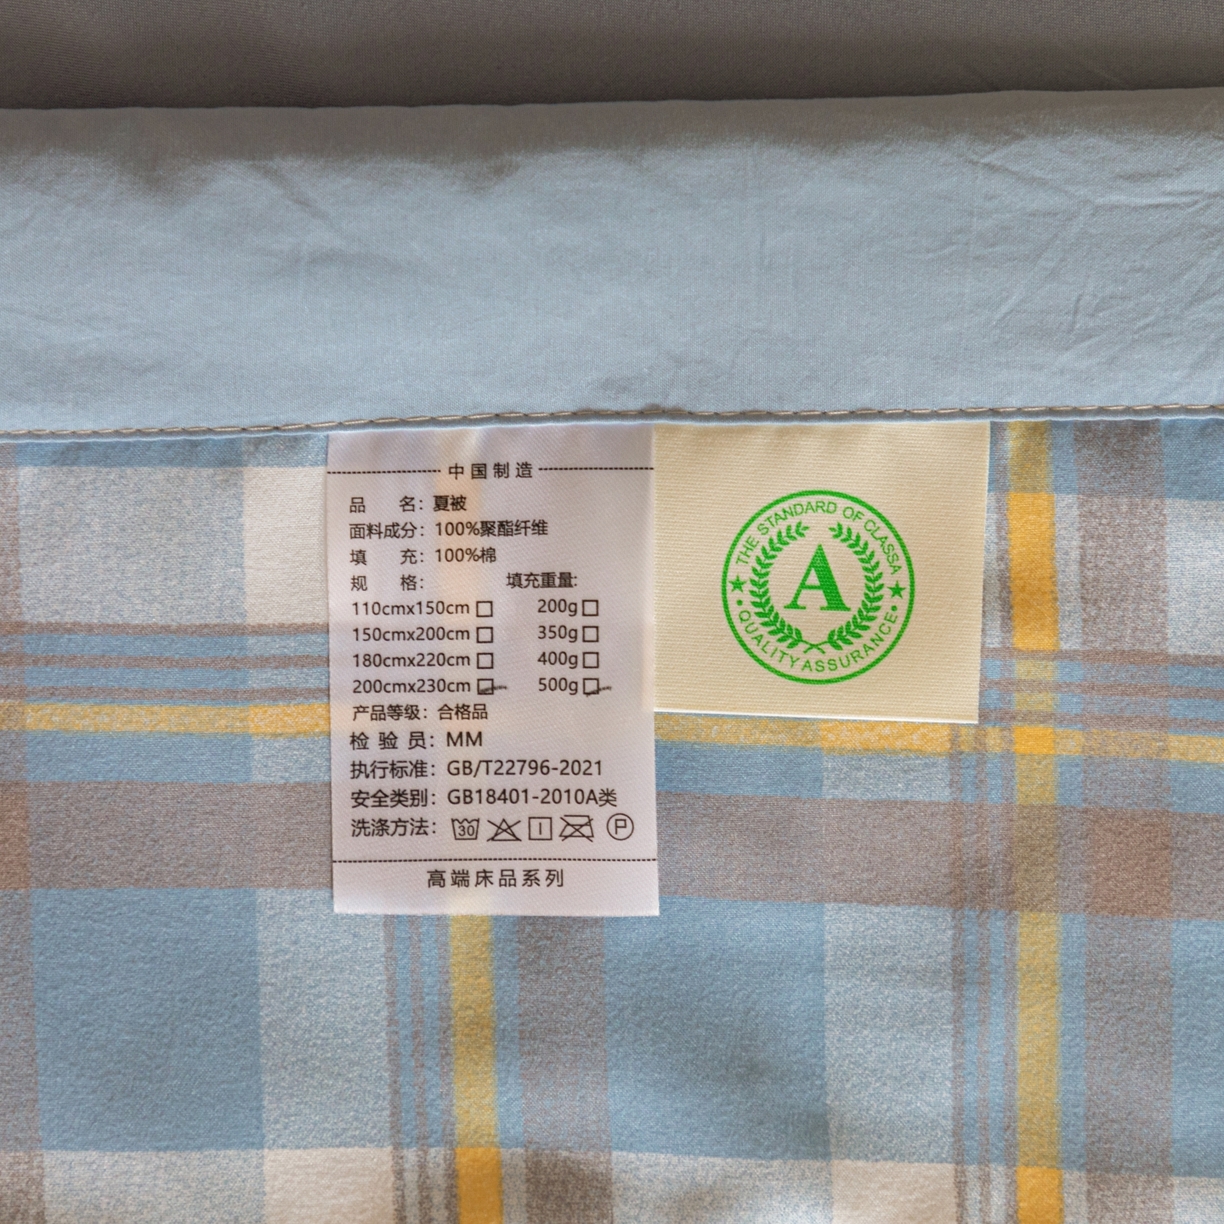 中国制造
品 名：夏被
面料成分：100%聚酯纤维
填 充：100%棉
规 格： 填充重量：
110cmx150cm□ 200g□
150cmx200cm□ 350g□
180cmx220cm□ 400g□
200cmx230cm□ 500g□
产品等级：合格品
检 验 员：MM
执行标准：GB/T22796-2021
安全类别：GB18401-2010A类
洗涤方法：30 P
高端床品系列
THE STANDARD OF CLASSA
A
QUALITY ASSURANCE